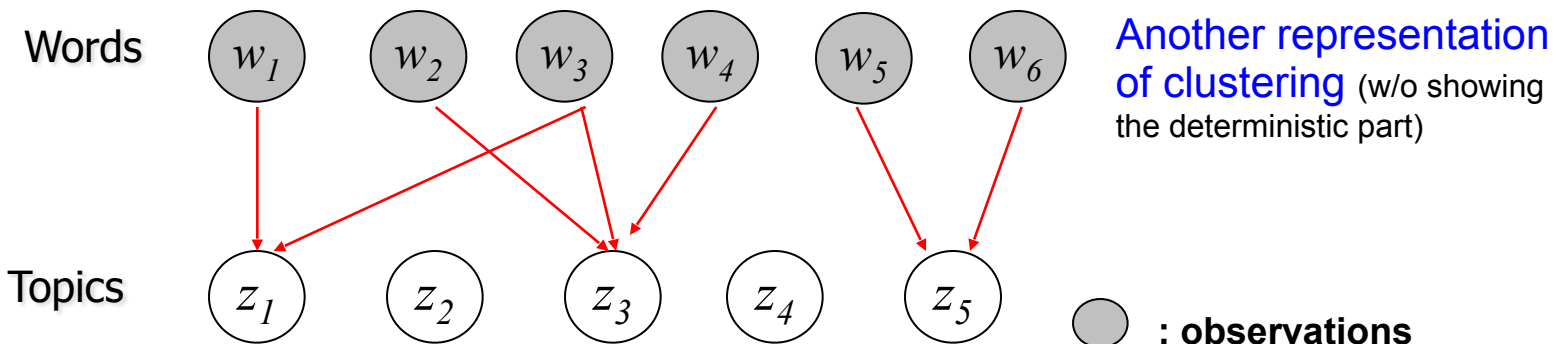 Words w1 w2 w3 w4 w5 w6
Another representation
of clustering (w/o showing
the deterministic part)
Topics z1 z2 z3 z4 z5
: observations